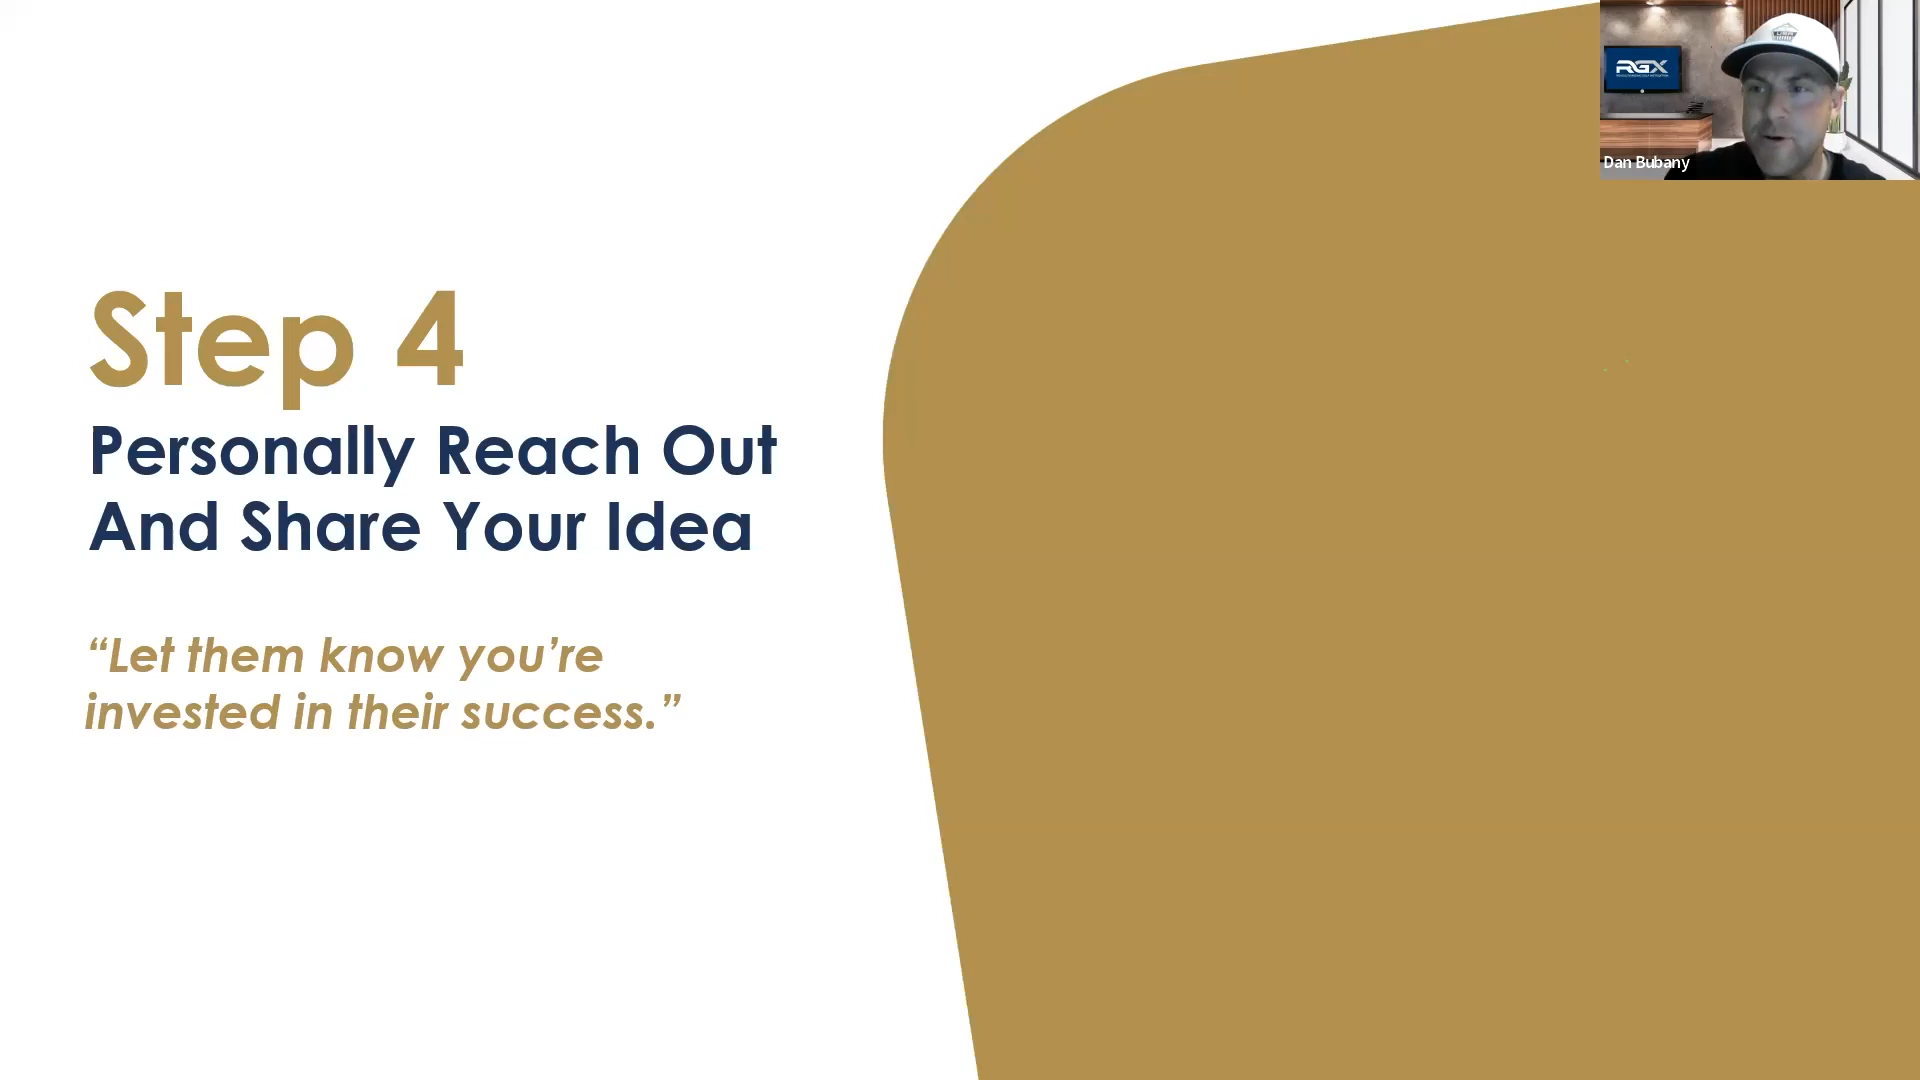 Step 4
Personally Reach Out
And Share Your Idea
“Let them know you’re
invested in their success.”
RGX
Dan Bubany